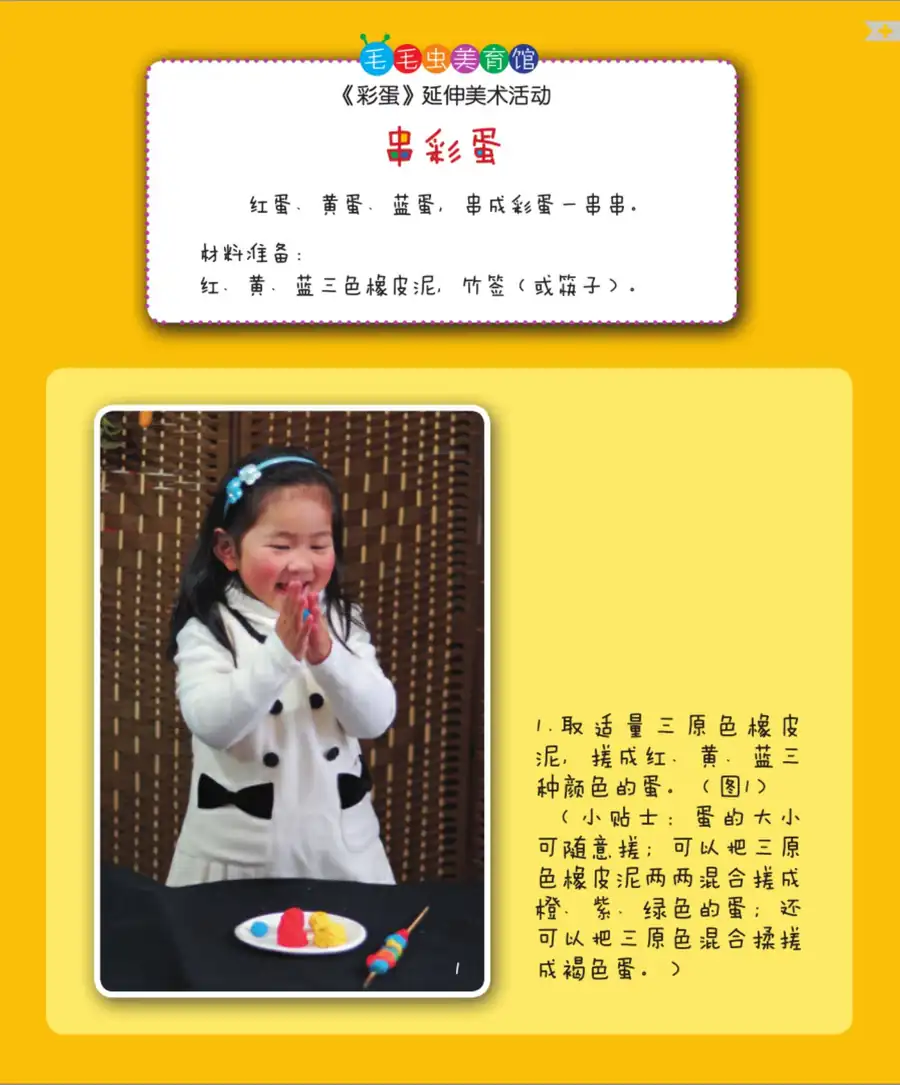 毛毛虫美育馆
《彩蛋》延伸美术活动
串彩蛋
红蛋、黄蛋、蓝蛋，串成彩蛋一串串。
材料准备：
红、黄、蓝三色橡皮泥，竹签（或筷子）。
1.取适量三原色橡皮
泥，搓成红、黄、蓝三
种颜色的蛋。（图1）
（小贴士：蛋的大小
可随意搓；可以把三原
色橡皮泥两两混合搓成
橙、紫、绿色的蛋；还
可以把三原色混合揉搓
成褐色蛋。）
1